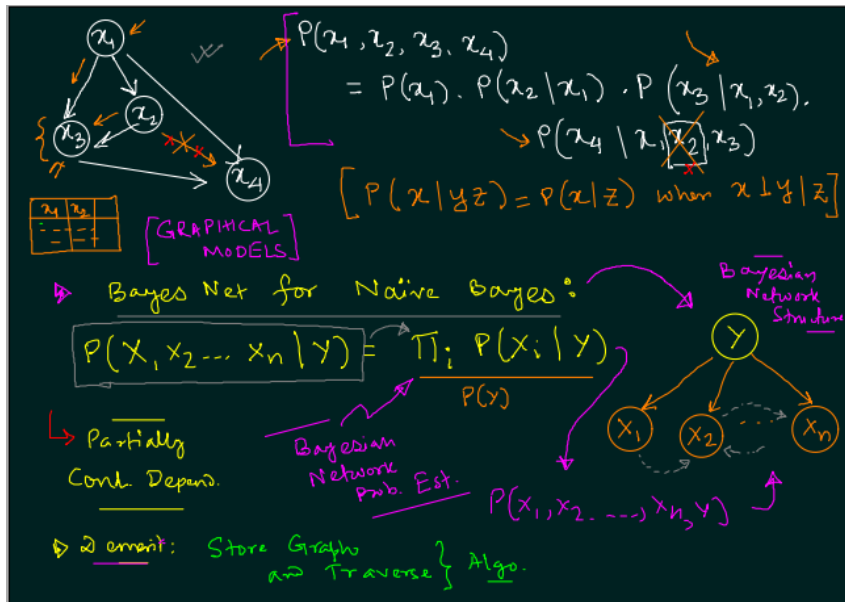 x1
x2
x3
x4
P(x1, x2, x3, x4)
= P(x1). P(x2 | x1) . P(x3 | x1, x2).
P(x4 | x1 x2, x3)
[P(x | yz) = P(x | z) when x ⊥ y | z]
x1 x2
[GRAPHICAL
MODELS]
Bayes Net for Naïve Bayes:
P(X1 X2 --- Xn | Y) = Πi P(Xi | Y)
P(Y)
Bayesian
Network
Structure
Y
X1 X2 ... Xn
Partially
Cond. Depend.
Bayesian
Network
Prob. Est.
P(X1, X2. ---, Xn, Y)
Demerit: Store Graph
and Traverse } Algo.